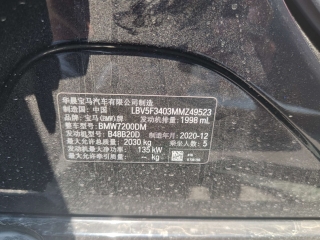 华晨宝马汽车有限公司制造
制造国：中国 LBV5F3403MMZ49523
品牌：宝马(BMW) 发动机排量：1998 mL
整车型号：BMW7200DM
发动机型号：B48B20D 制造年月：2020-12
最大允许总质量：2030 kg 乘坐人数：5
发动机最大净功率：135 kW
最大允许牵引质量：— kg